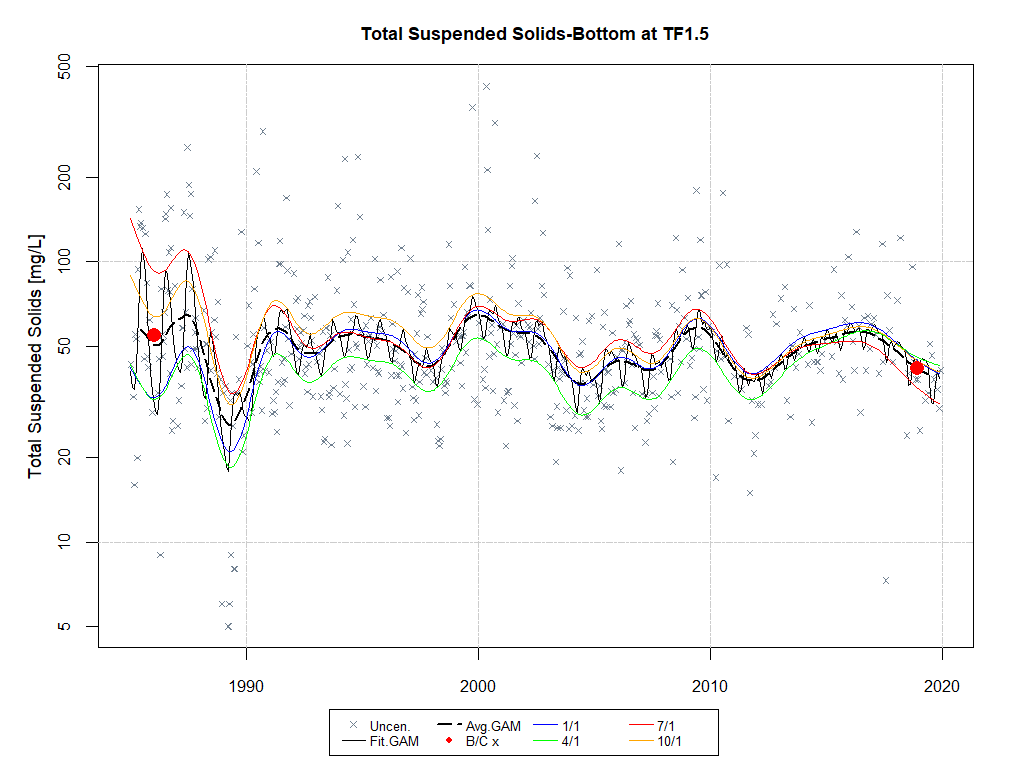 Total Suspended Solids-Bottom at TF1.5
Total Suspended Solids [mg/L]
500
200
100
50
20
10
5
1990 2000 2010 2020
Uncen. Avg.GAM 1/1 7/1
Fit.GAM B/C x 4/1 10/1